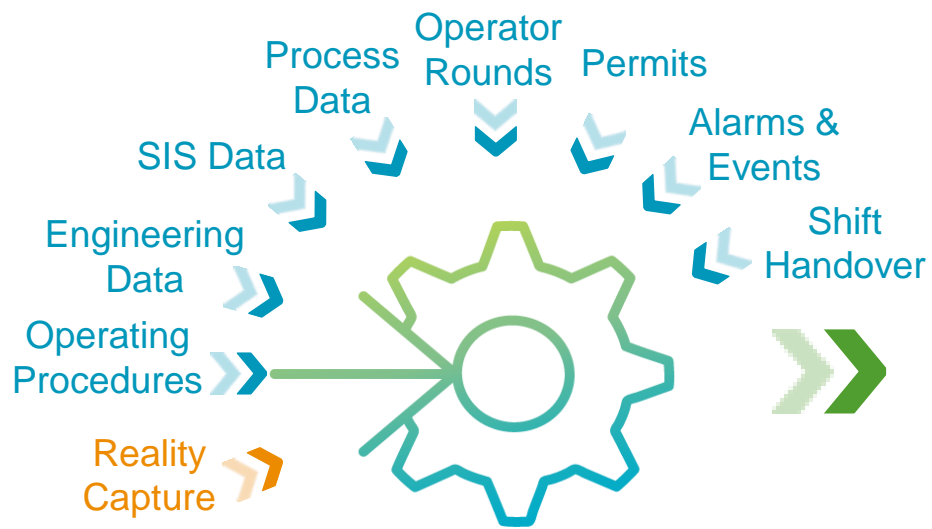 Operator
Rounds
Process
Data
Permits
Alarms &
Events
SIS Data
Shift
Handover
Engineering
Data
Operating
Procedures
Reality
Capture